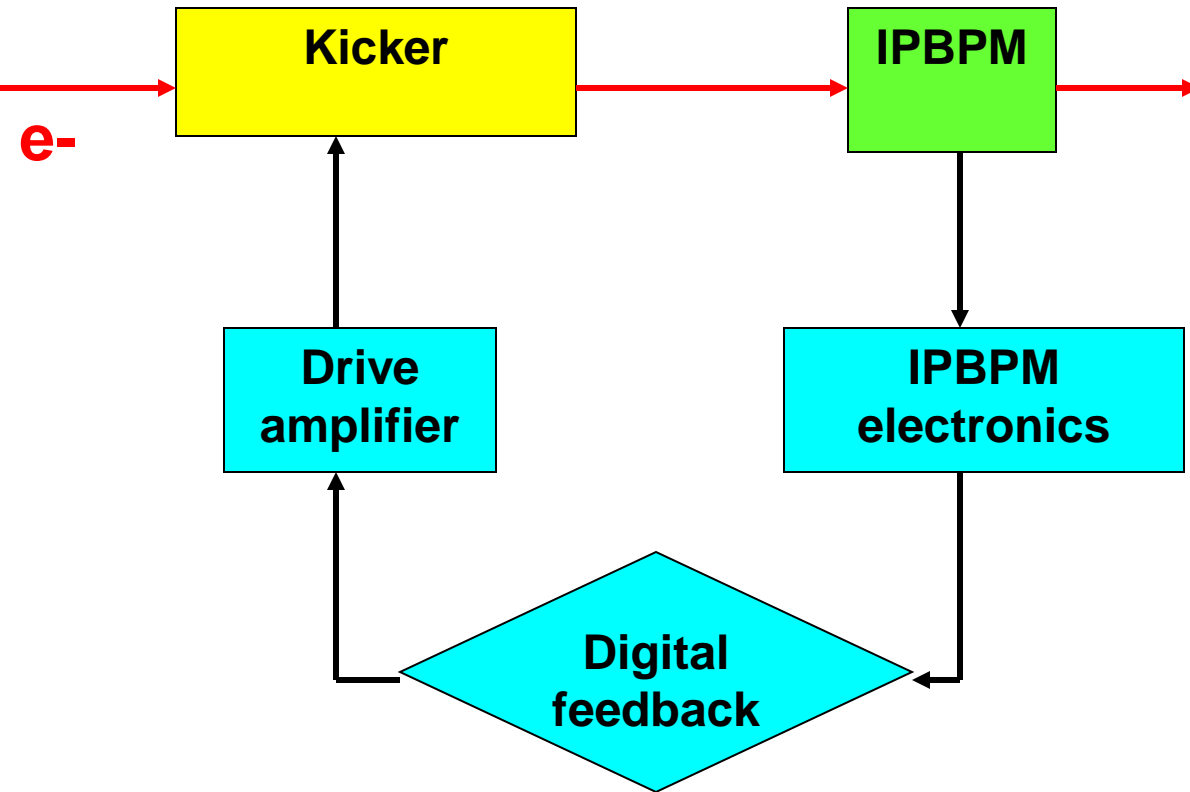 Kicker
IPBPM
e-
Drive
amplifier
IPBPM
electronics
Digital
feedback